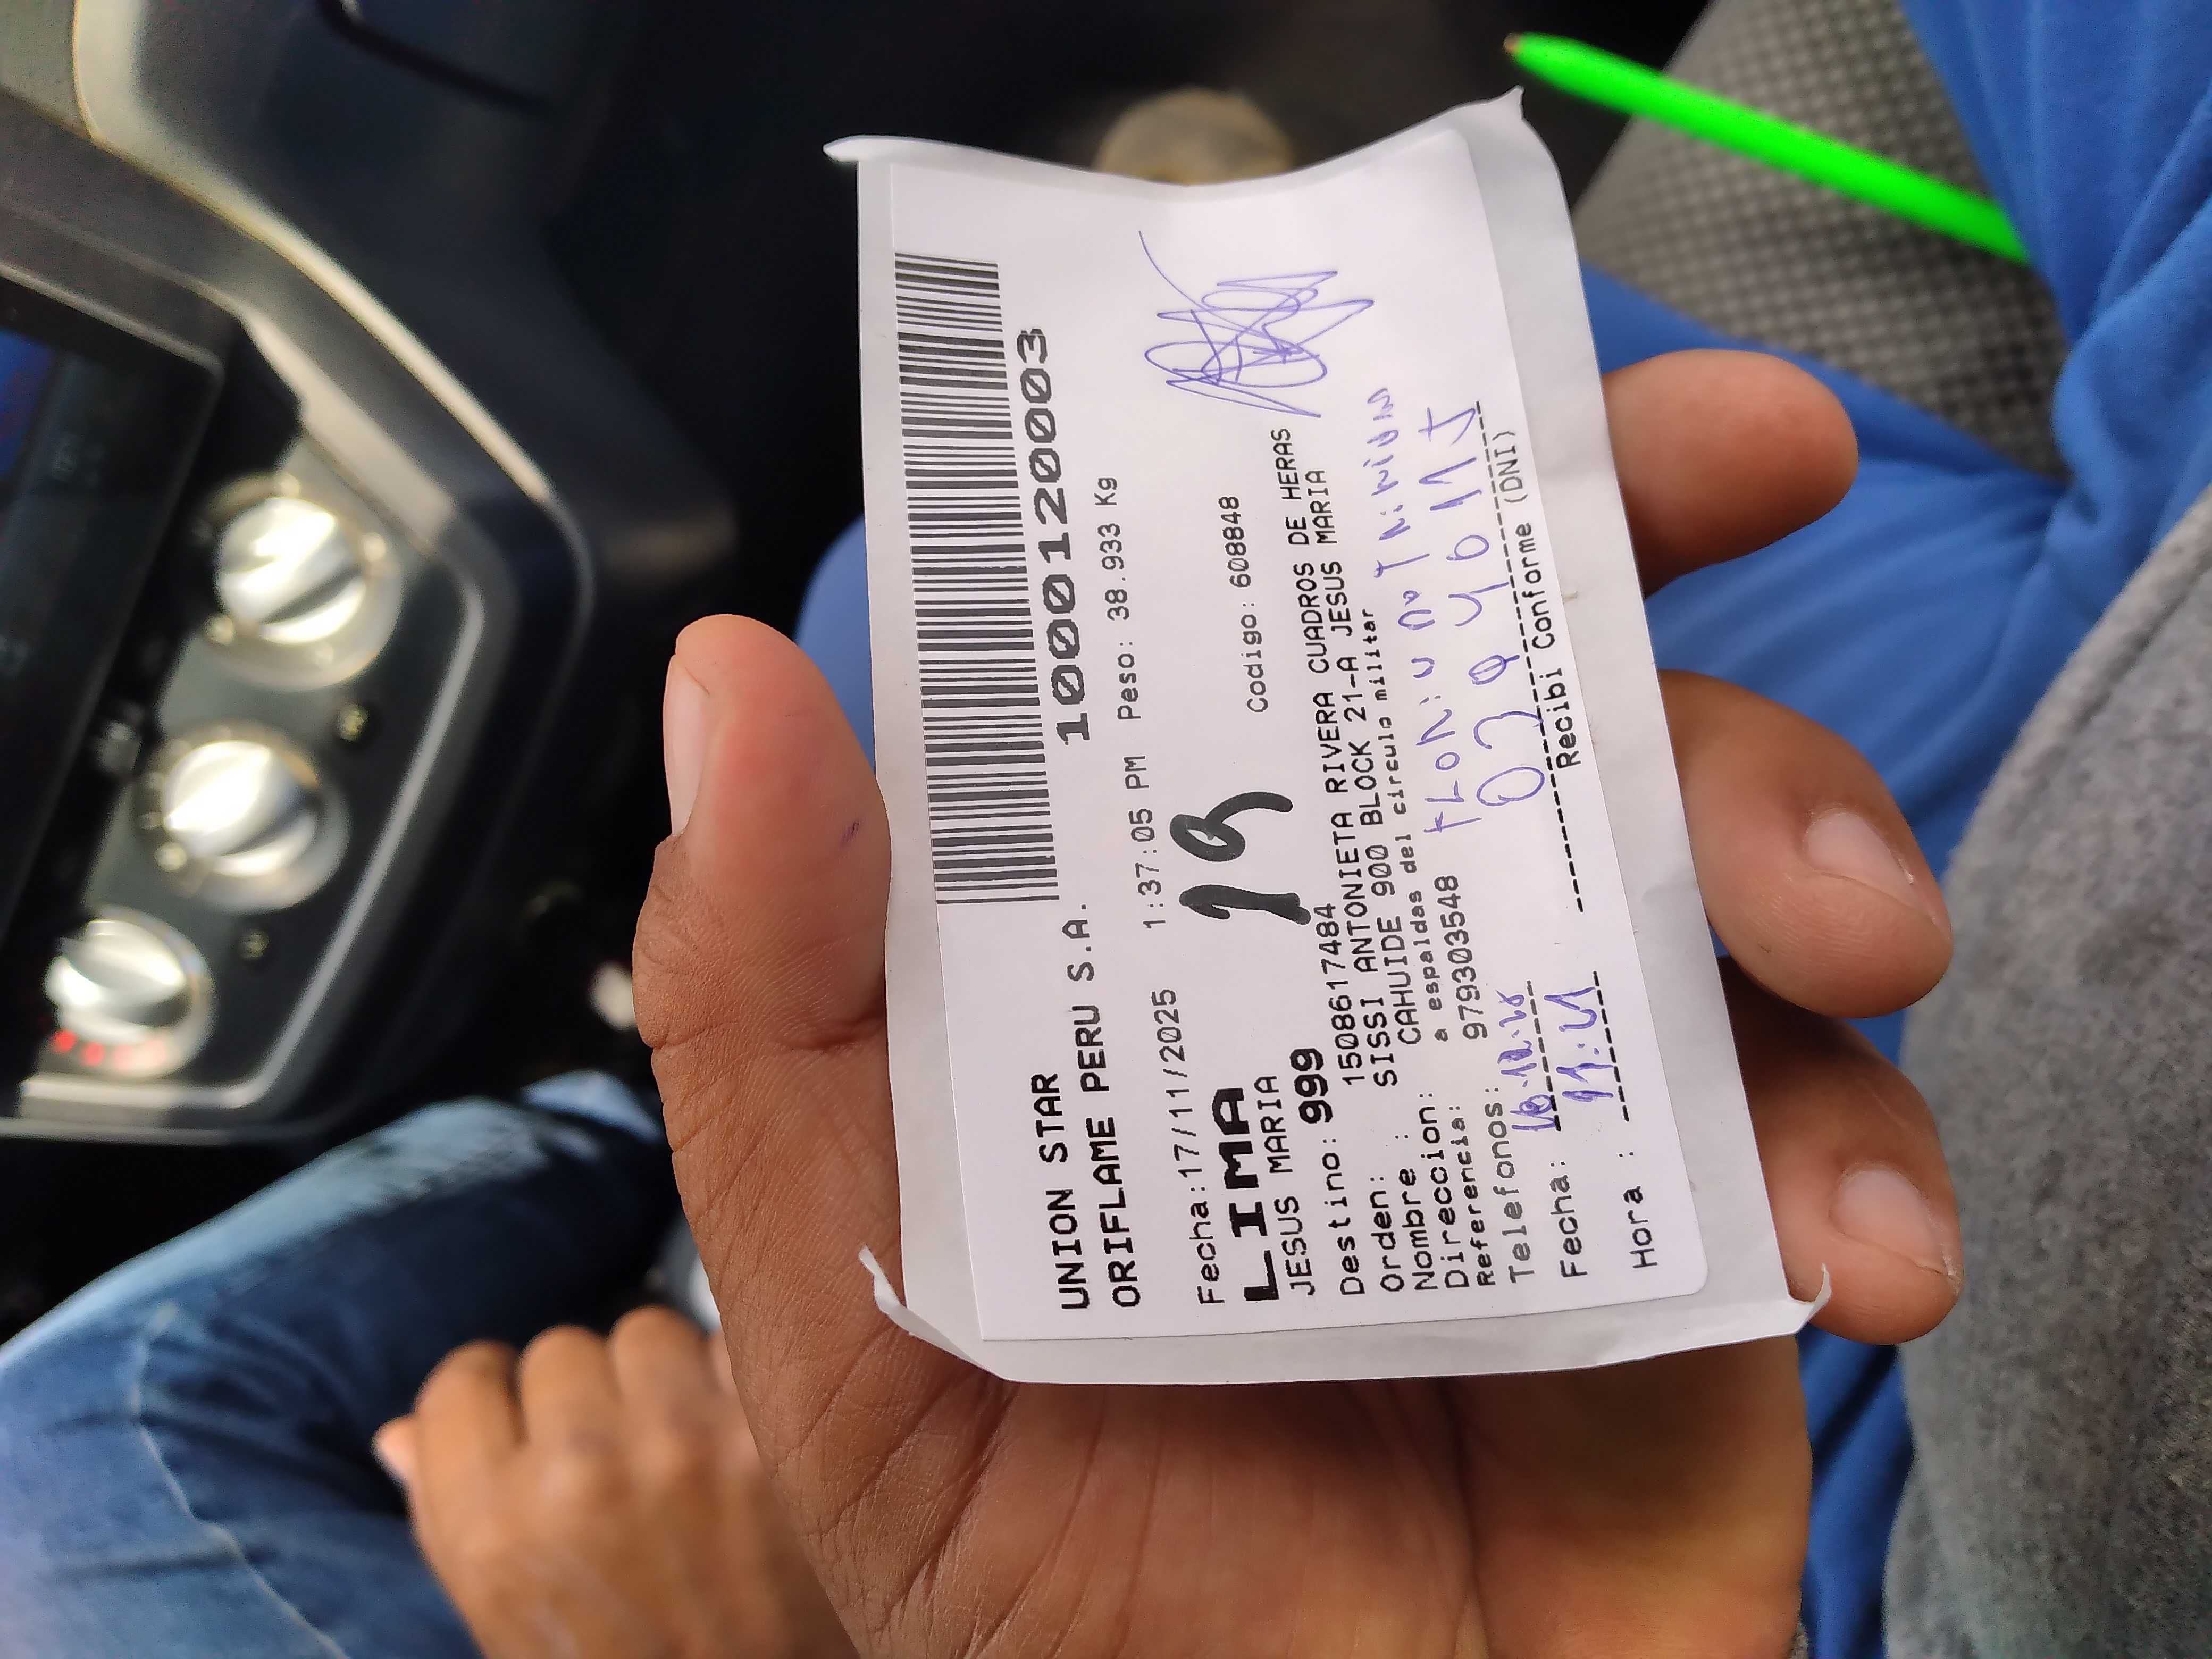 UNION STAR
ORIFLAME PERU S.A.
1000120003
Fecha:17/11/2025 1:37:05 PM Peso: 38.933 Kg
LIMA
19
JESUS MARIA
Codigo: 608848
Destino: 999
Orden: 1508617484
Nombre : SISSI ANTONIETA RIVERA CUADROS DE HERAS
Direccion: CAHUIDE 900 BLOCK 21-A JESUS MARIA
Referencia: a espaldas del circulo militar
Telefonos: 979303548
Fecha:
Hora : 11:41
Recibi Conforme (DNI)